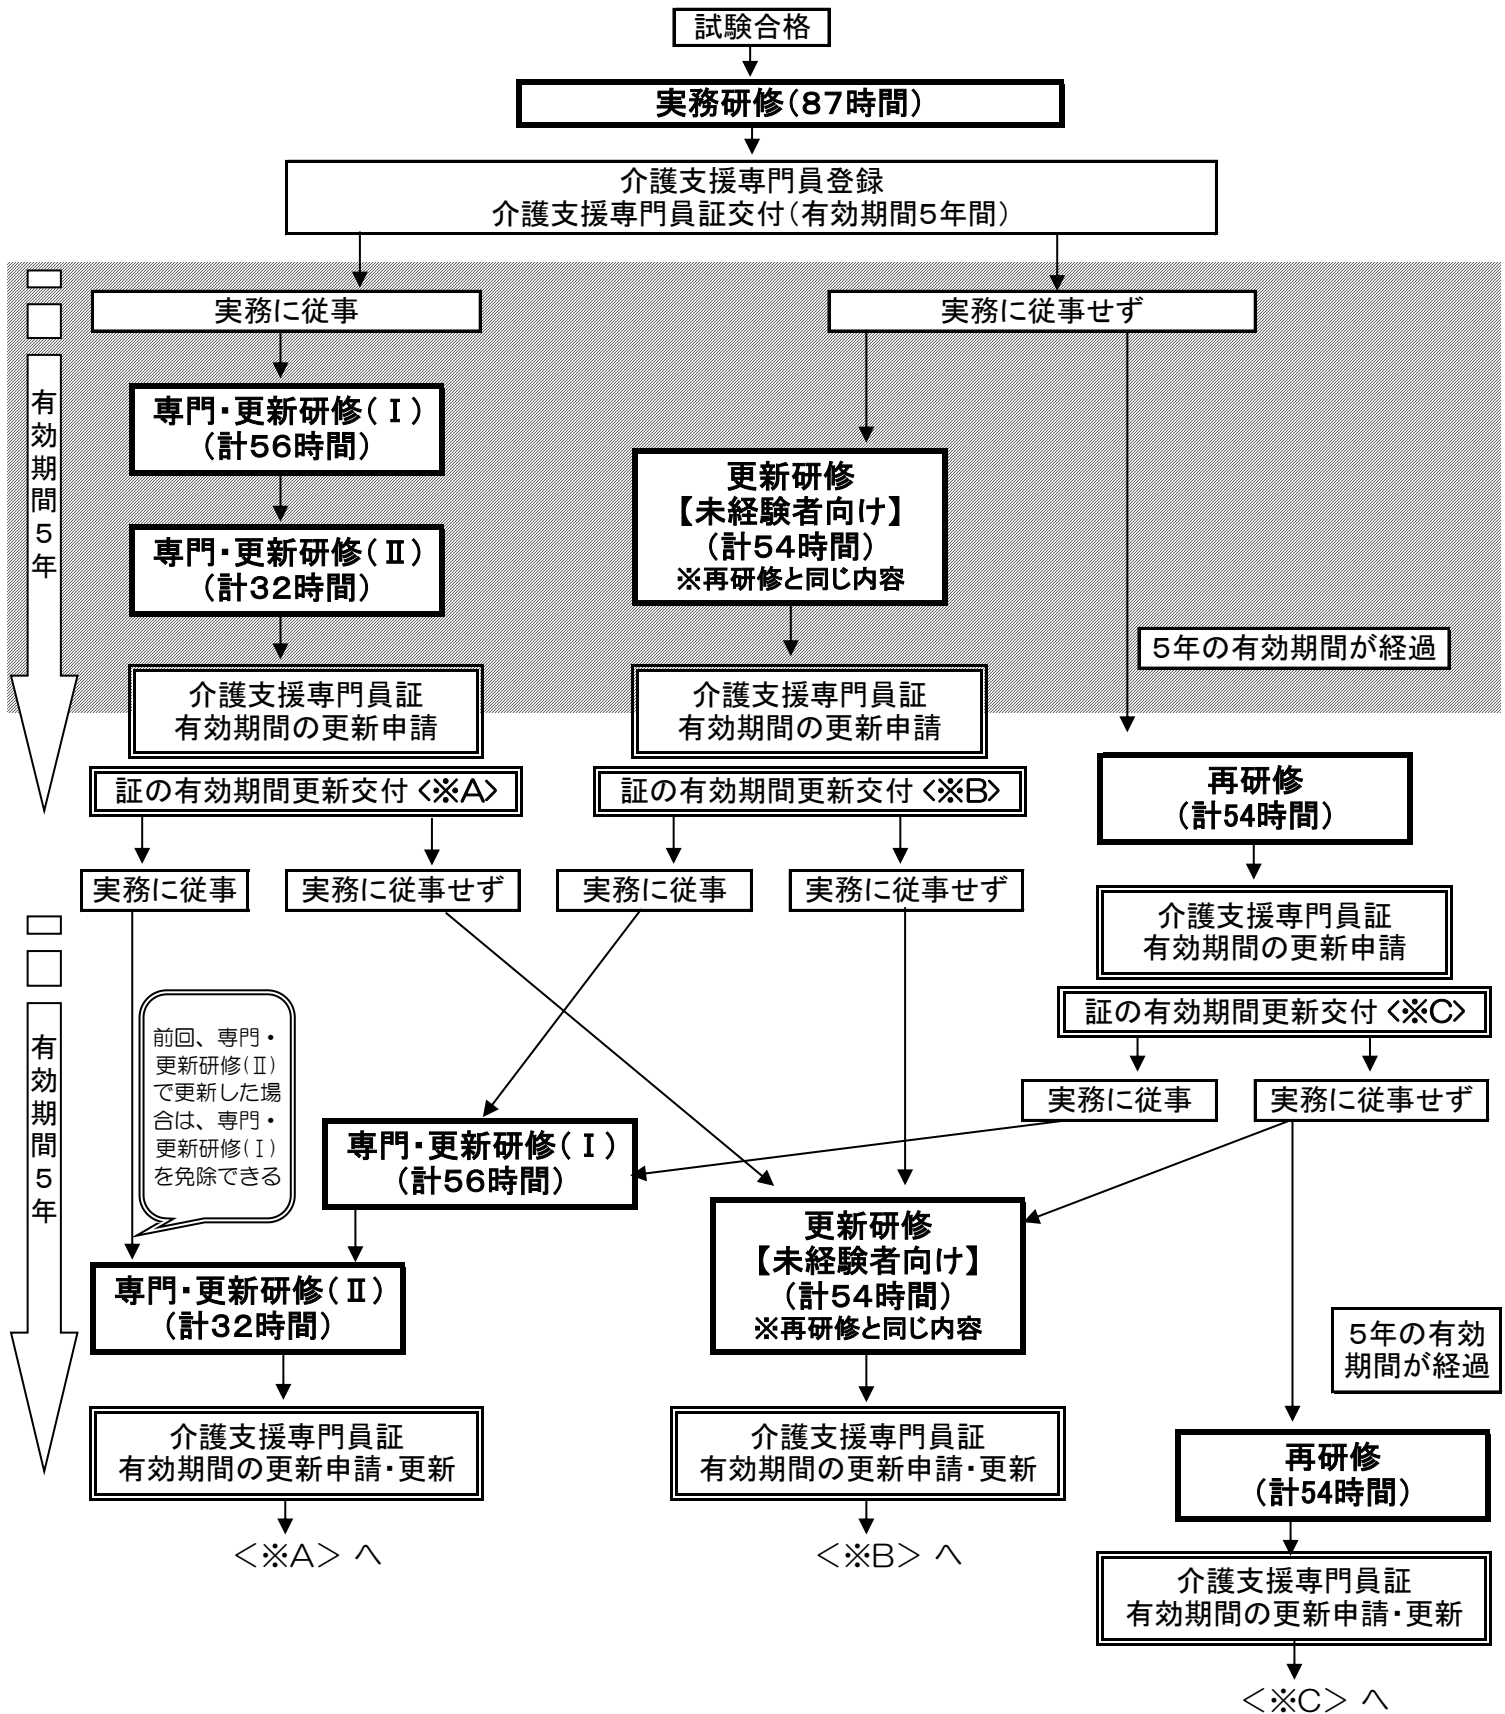 試験合格
実務研修(87時間)
介護支援専門員登録
介護支援専門員証交付(有効期間5年間)
実務に従事
実務に従事せず
有効期間5年
専門・更新研修(Ⅰ)
(計56時間)
更新研修
【未経験者向け】
(計54時間)
※再研修と同じ内容
専門・更新研修(Ⅱ)
(計32時間)
5年の有効期間が経過
介護支援専門員証
有効期間の更新申請
介護支援専門員証
有効期間の更新申請
証の有効期間更新交付<※A>
証の有効期間更新交付<※B>
再研修
(計54時間)
実務に従事
実務に従事せず
実務に従事
実務に従事せず
介護支援専門員証
有効期間の更新申請
証の有効期間更新交付<※C>
有効期間5年
前回、専門・
更新研修(Ⅱ)
で更新した場
合は、専門・
更新研修(Ⅰ)
を免除できる
実務に従事
実務に従事せず
専門・更新研修(Ⅰ)
(計56時間)
更新研修
【未経験者向け】
(計54時間)
※再研修と同じ内容
専門・更新研修(Ⅱ)
(計32時間)
5年の有効
期間が経過
介護支援専門員証
有効期間の更新申請・更新
介護支援専門員証
有効期間の更新申請・更新
再研修
(計54時間)
<※A> へ
<※B> へ
介護支援専門員証
有効期間の更新申請・更新
<※C> へ